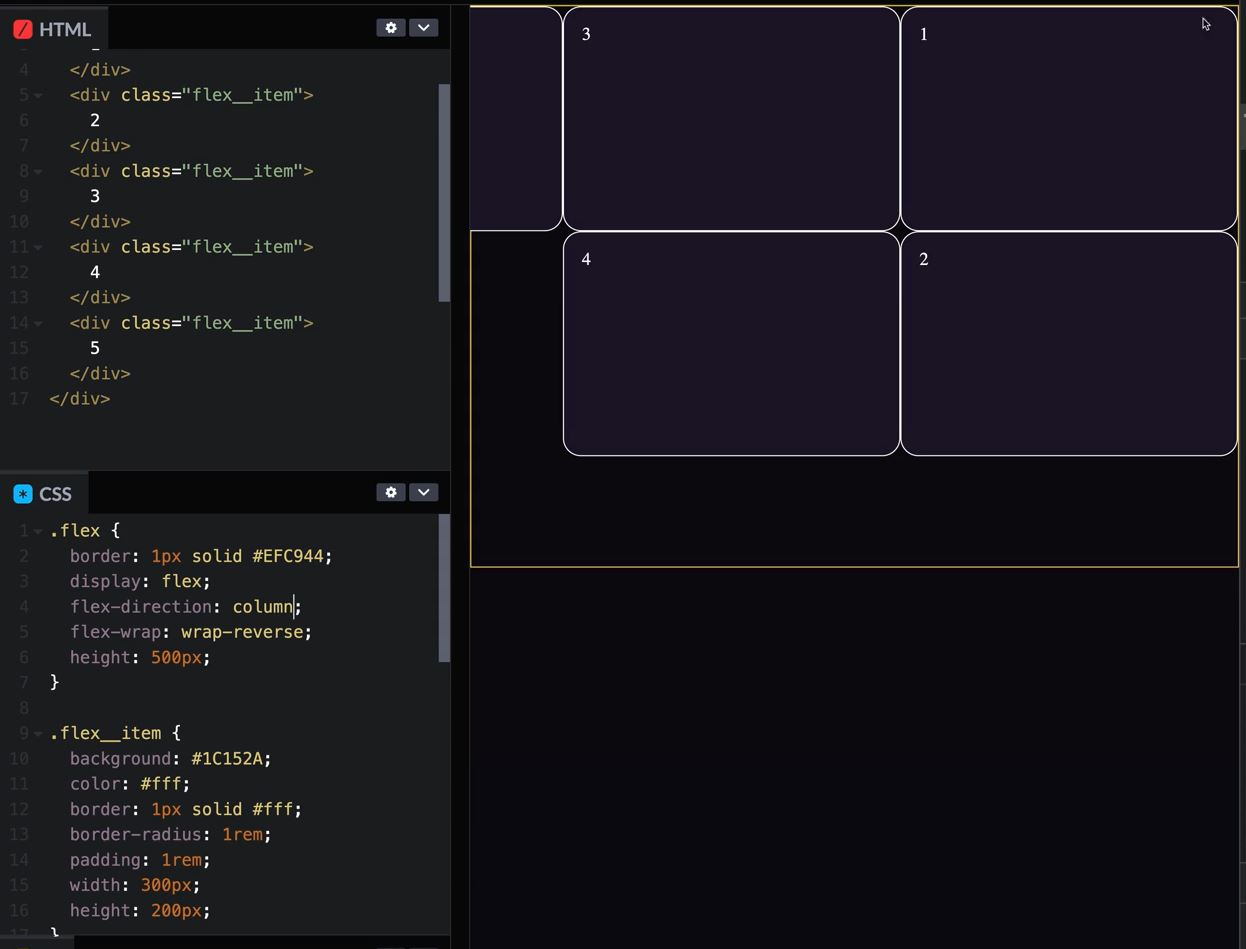 HTML
4 </div>
5 <div class="flex__item">
6 2
7 </div>
8 <div class="flex__item">
9 3
10 </div>
11 <div class="flex__item">
12 4
13 </div>
14 <div class="flex__item">
15 5
16 </div>
17 </div>
* CSS
1 .flex {
2 border: 1px solid #EFC944;
3 display: flex;
4 flex-direction: column;
5 flex-wrap: wrap-reverse;
6 height: 500px;
7 }
8
9 .flex__item {
10 background: #1C152A;
11 color: #fff;
12 border: 1px solid #fff;
13 border-radius: 1rem;
14 padding: 1rem;
15 width: 300px;
16 height: 200px;
17 }
3 1
4 2